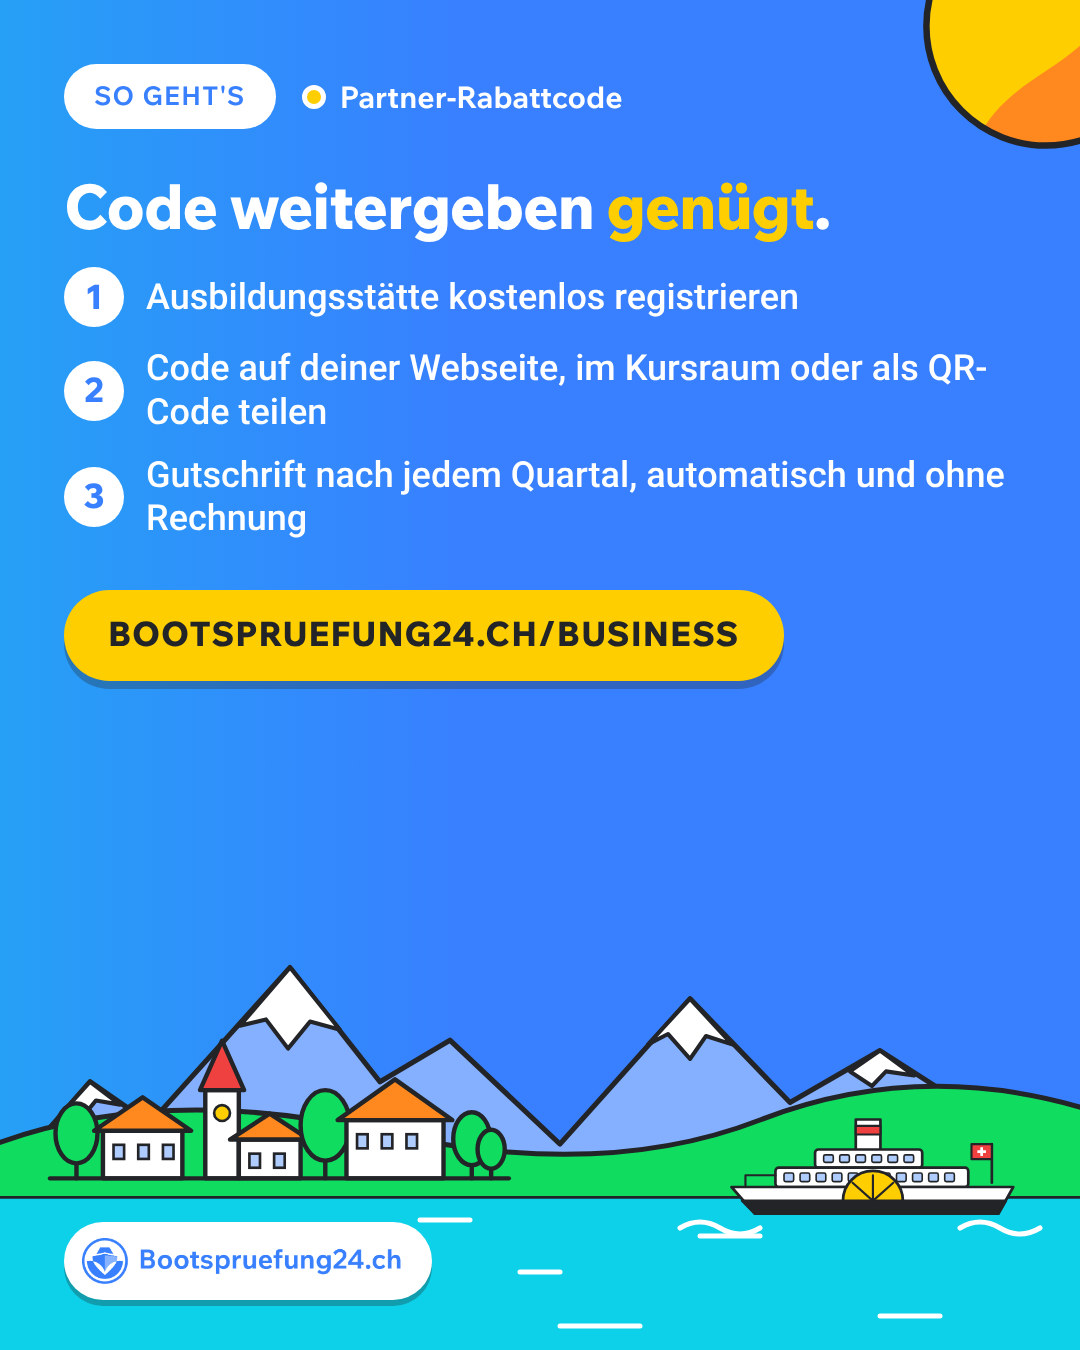 SO GEHT'S
Partner-Rabattcode
Code weitergeben genügt.
1 Ausbildungsstätte kostenlos registrieren
2 Code auf deiner Webseite, im Kursraum oder als QR-
Code teilen
3 Gutschrift nach jedem Quartal, automatisch und ohne
Rechnung
BOOTSPRUEFUNG24.CH/BUSINESS
Bootspruefung24.ch